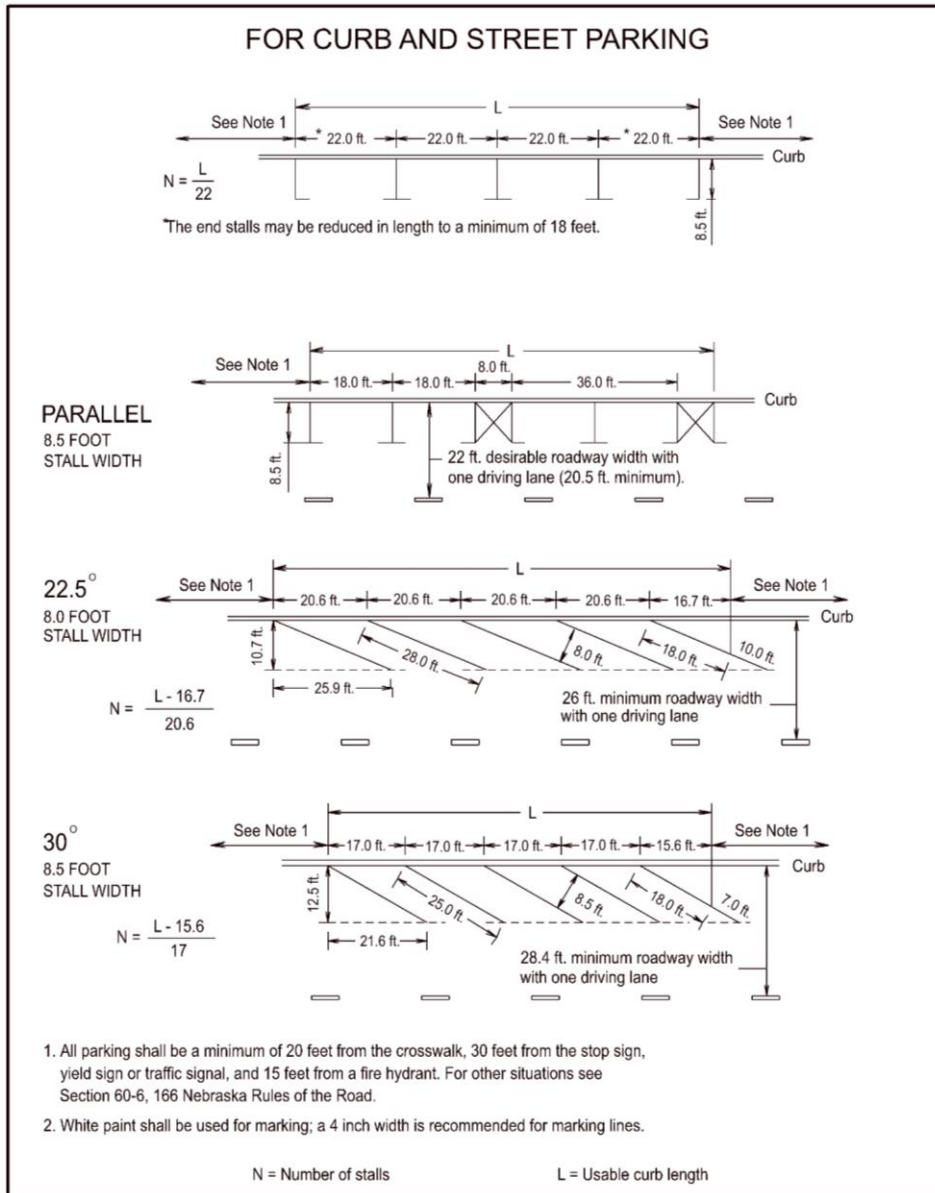 FOR CURB AND STREET PARKING
L
See Note 1
* 22.0 ft.
22.0 ft.
22.0 ft.
* 22.0 ft.
See Note 1
Curb
N = L
22
8.5 ft.
*The end stalls may be reduced in length to a minimum of 18 feet.
L
See Note 1
8.0 ft.
18.0 ft.
18.0 ft.
36.0 ft.
Curb
PARALLEL
8.5 FOOT
STALL WIDTH
8.5 ft.
22 ft. desirable roadway width with
one driving lane (20.5 ft. minimum).
22.5°
8.0 FOOT
STALL WIDTH
See Note 1
L
See Note 1
20.6 ft.
20.6 ft.
20.6 ft.
20.6 ft.
16.7 ft.
Curb
10.7 ft.
28.0 ft.
8.0 ft.
18.0 ft.
10.0 ft.
25.9 ft.
N = L - 16.7
20.6
26 ft. minimum roadway width
with one driving lane
30°
8.5 FOOT
STALL WIDTH
See Note 1
L
See Note 1
17.0 ft.
17.0 ft.
17.0 ft.
17.0 ft.
15.6 ft.
Curb
12.5 ft.
25.0 ft.
8.5 ft.
18.0 ft.
7.0 ft.
21.6 ft.
N = L - 15.6
17
28.4 ft. minimum roadway width
with one driving lane
1. All parking shall be a minimum of 20 feet from the crosswalk, 30 feet from the stop sign,
yield sign or traffic signal, and 15 feet from a fire hydrant. For other situations see
Section 60-6, 166 Nebraska Rules of the Road.
2. White paint shall be used for marking; a 4 inch width is recommended for marking lines.
N = Number of stalls
L = Usable curb length